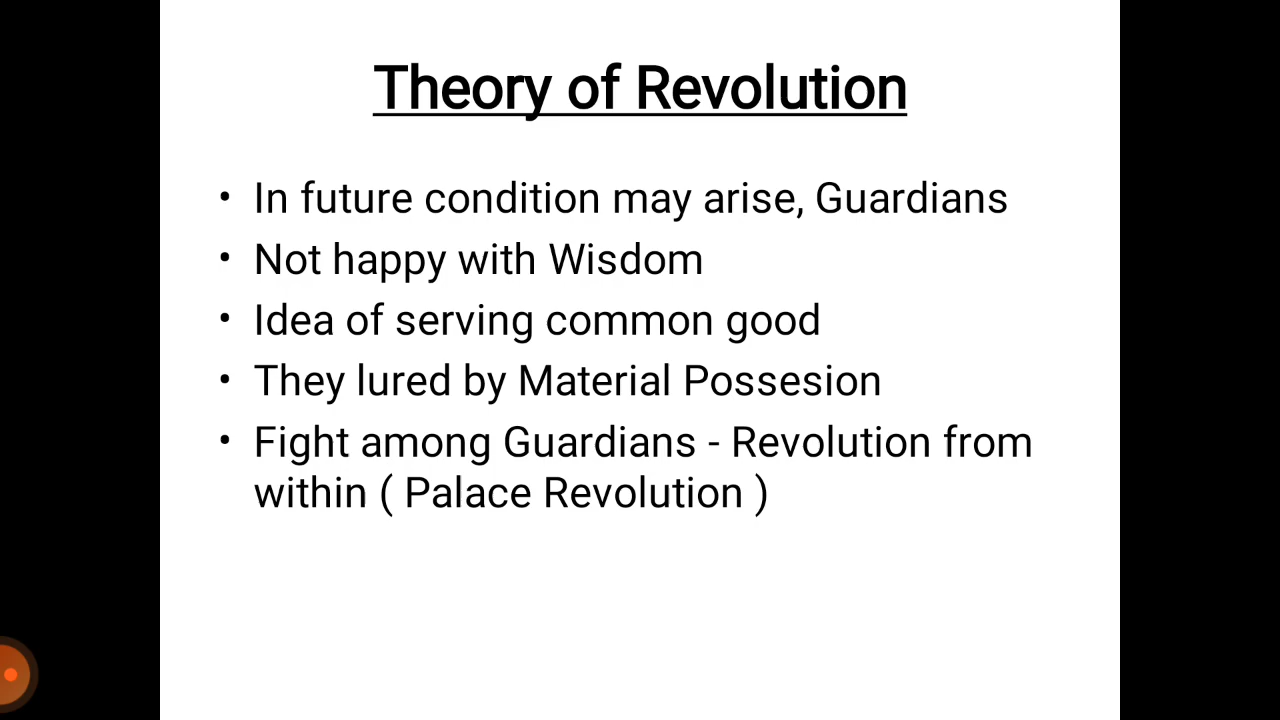 Theory of Revolution
• In future condition may arise, Guardians
• Not happy with Wisdom
• Idea of serving common good
• They lured by Material Possesion
• Fight among Guardians - Revolution from
within ( Palace Revolution )